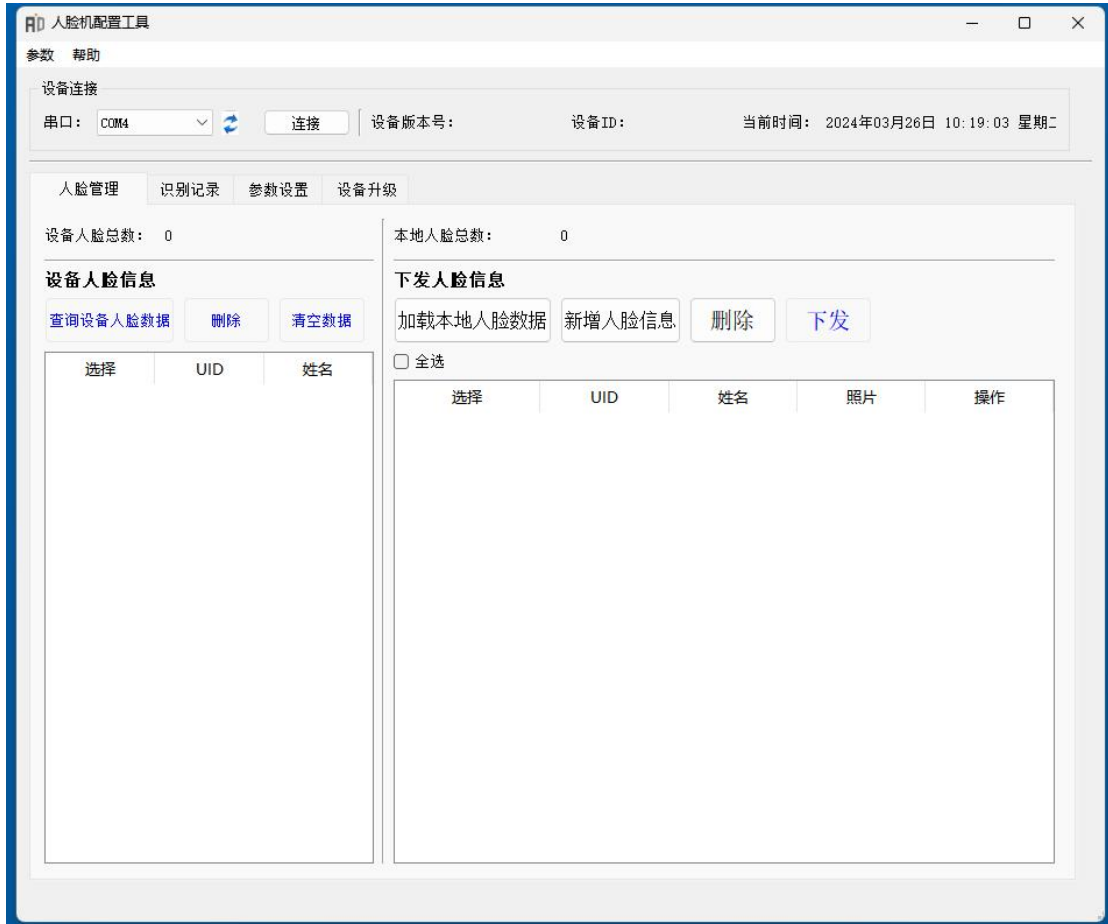 人脸机配置工具
参数 帮助
设备连接
串口: COM4 连接 设备版本号: 设备ID: 当前时间: 2024年03月26日 10:19:03 星期二
人脸管理 识别记录 参数设置 设备升级
设备人脸总数: 0 本地人脸总数: 0
设备人脸信息 下发人脸信息
查询设备人脸数据 删除 清空数据 加载本地人脸数据 新增人脸信息 删除 下发
全选
选择 UID 姓名 选择 UID 姓名 照片 操作